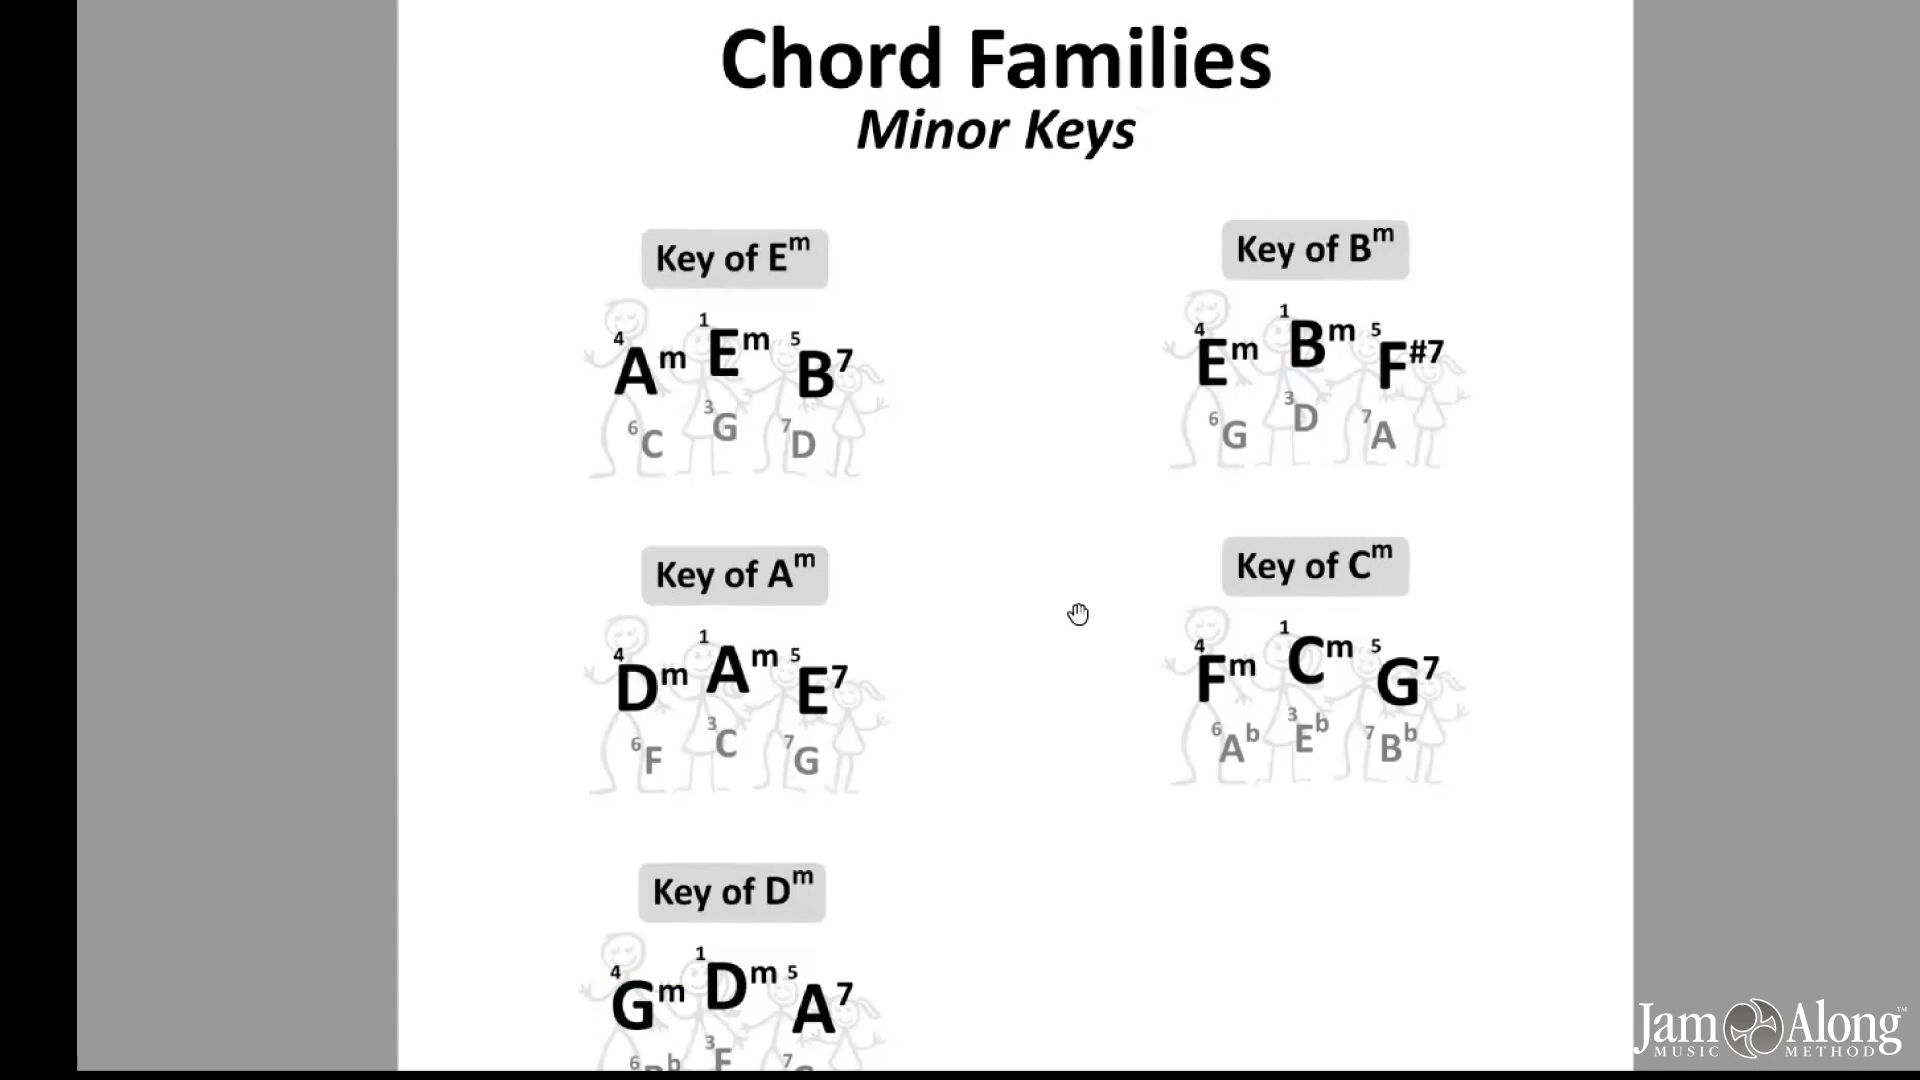 Chord Families
Minor Keys
Key of Em
4 Am 1 Em 5 B7
6 C 3 G 7 D
Key of Bm
4 Em 1 Bm 5 F#7
6 G 3 D 7 A
Key of Am
4 Dm 1 Am 5 E7
6 F 3 C 7 G
Key of Cm
4 Fm 1 Cm 5 G7
6 Ab 3 Eb 7 Bb
Key of Dm
4 Gm 1 Dm 5 A7
6 b 3 F 7
Jam Along™
MUSIC METHOD